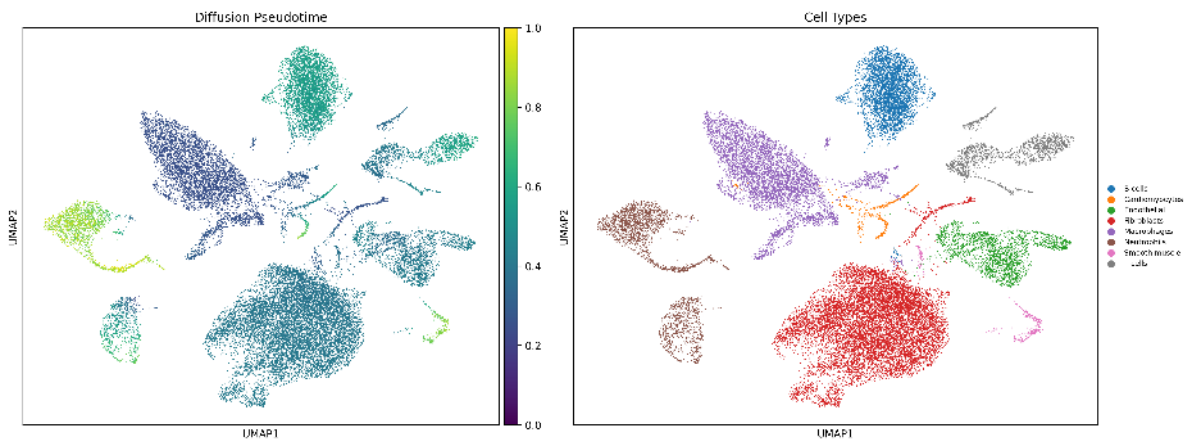 Diffusion Pseudotime
UMAP2
UMAP1
1.0
0.8
0.6
0.4
0.2
0.0
Cell Types
UMAP2
UMAP1
B cells
Cardiomyocytes
Endothelial
Fibroblasts
Macrophages
Neutrophils
Smooth muscle
cells